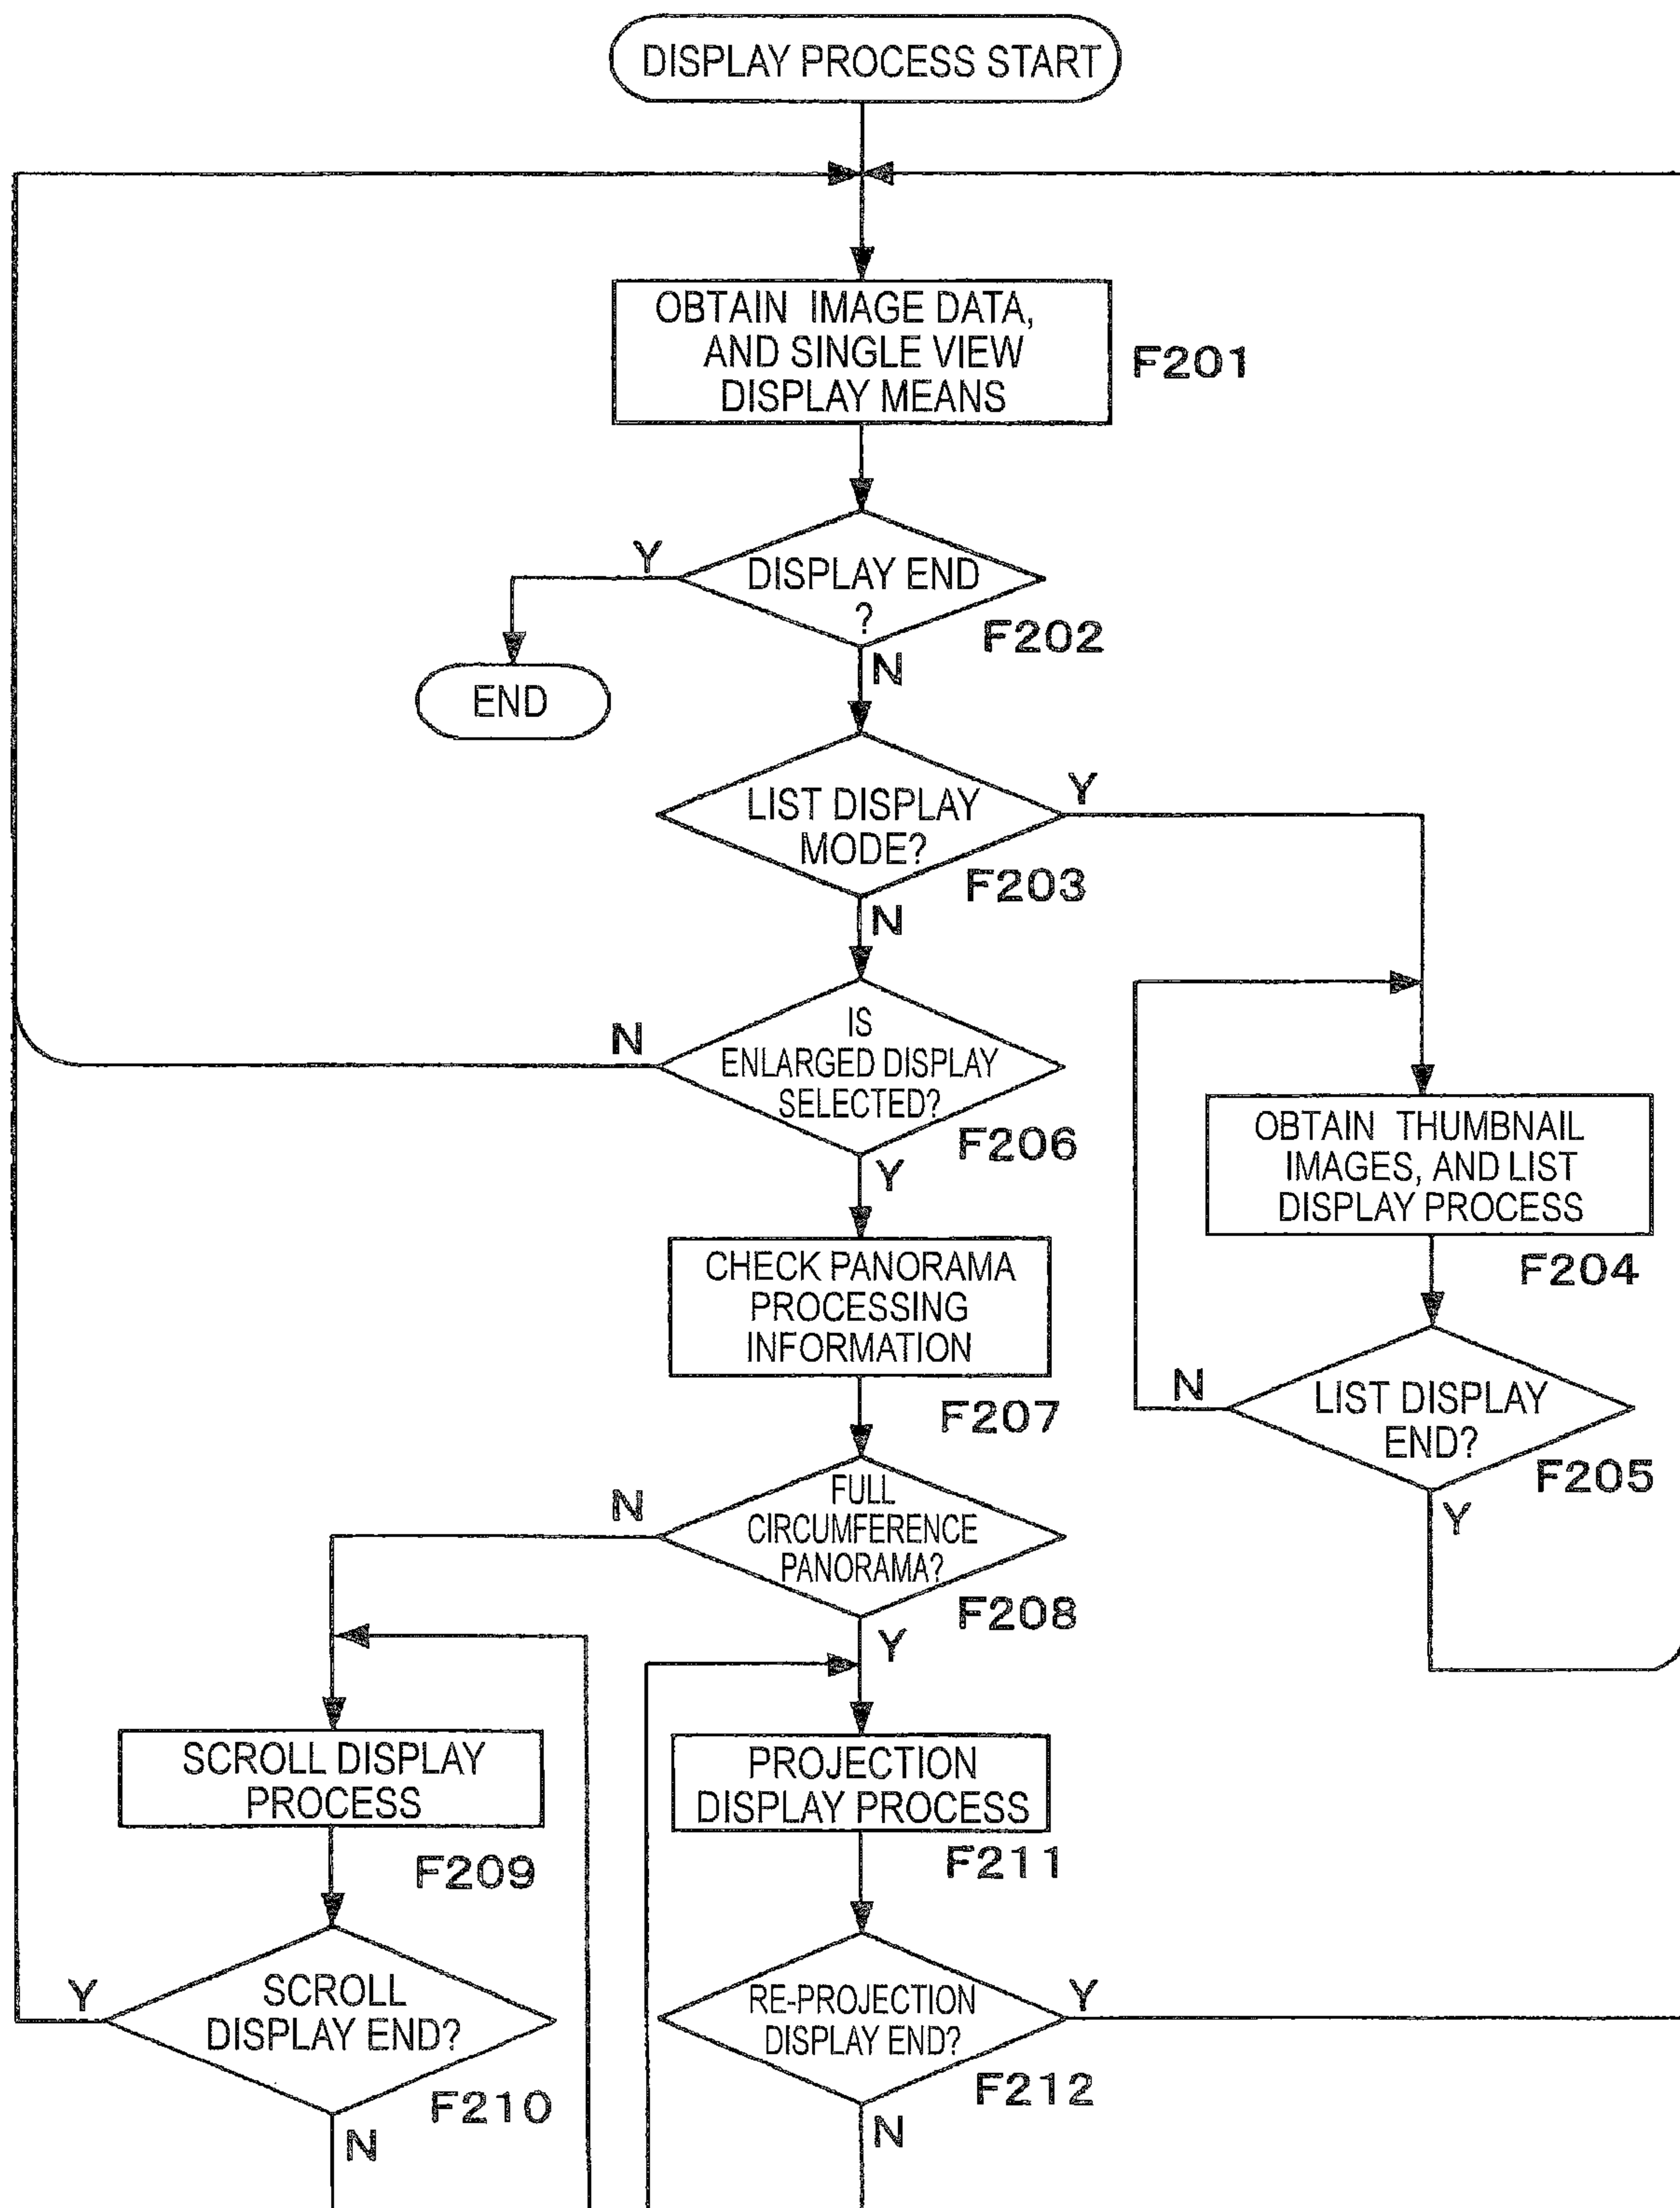 DISPLAY PROCESS START
OBTAIN IMAGE DATA,
AND SINGLE VIEW
DISPLAY MEANS
F201
DISPLAY END
?
Y
F202
N
END
LIST DISPLAY
MODE?
Y
F203
N
IS
ENLARGED DISPLAY
SELECTED?
N
F206
Y
OBTAIN THUMBNAIL
IMAGES, AND LIST
DISPLAY PROCESS
F204
CHECK PANORAMA
PROCESSING
INFORMATION
F207
LIST DISPLAY
END?
N
F205
Y
FULL
CIRCUMFERENCE
PANORAMA?
N
F208
Y
SCROLL DISPLAY
PROCESS
F209
PROJECTION
DISPLAY PROCESS
F211
SCROLL
DISPLAY END?
Y
F210
N
RE-PROJECTION
DISPLAY END?
Y
F212
N